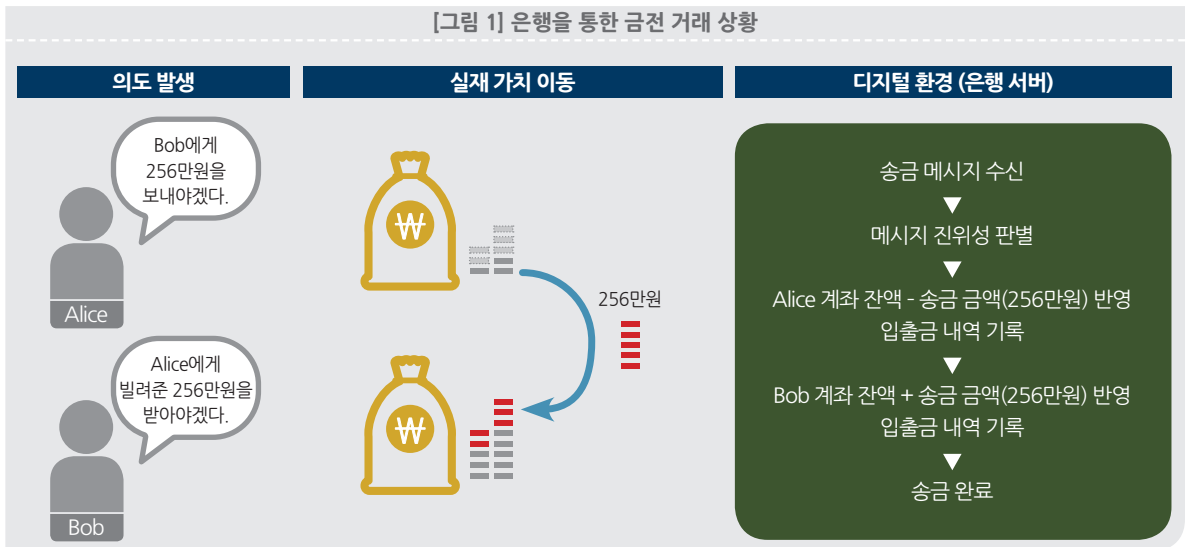 [그림 1] 은행을 통한 금전 거래 상황
의도 발생
Bob에게
256만원을
보내야겠다.
Alice
Alice에게
빌려준 256만원을
받아야겠다.
Bob
실재 가치 이동
₩
256만원
₩
디지털 환경 (은행 서버)
송금 메시지 수신
▼
메시지 진위성 판별
▼
Alice 계좌 잔액 - 송금 금액(256만원) 반영
입출금 내역 기록
▼
Bob 계좌 잔액 + 송금 금액(256만원) 반영
입출금 내역 기록
▼
송금 완료